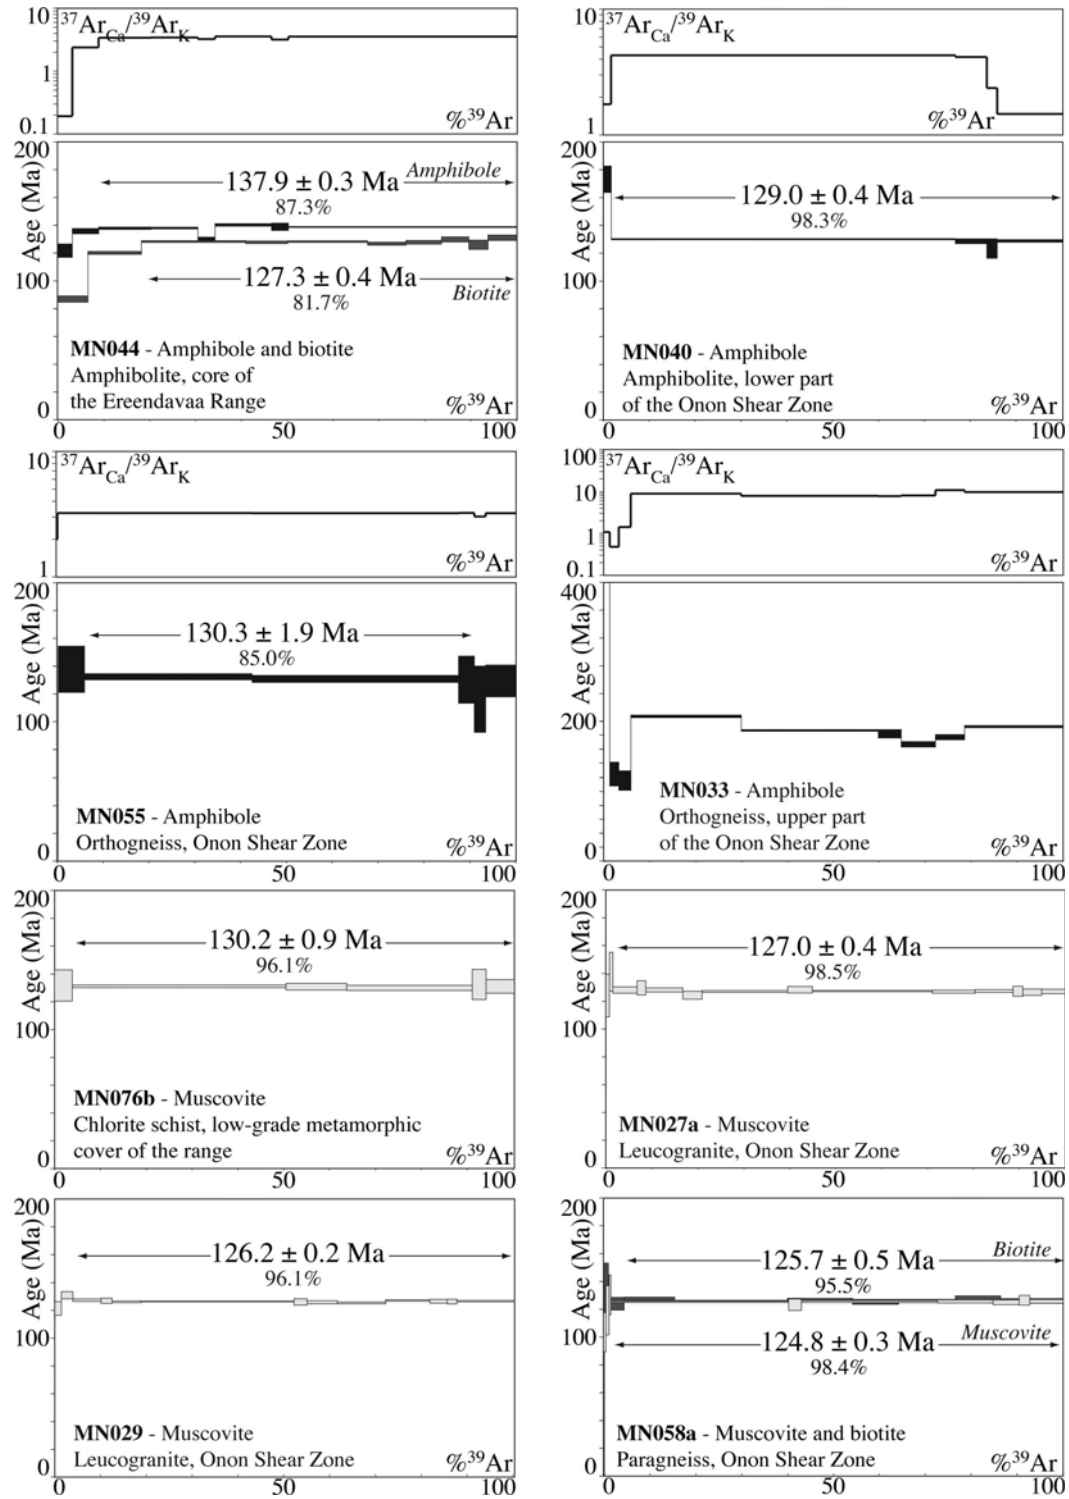 10
1
0.1
37Ar_Ca/39Ar_K
%39Ar
200
100
0
Age (Ma)
Amphibole
137.9 ± 0.3 Ma
87.3%
127.3 ± 0.4 Ma
81.7%
Biotite
MN044 - Amphibole and biotite
Amphibolite, core of
the Ereendavaa Range
%39Ar
0 50 100
10
1
37Ar_Ca/39Ar_K
%39Ar
200
100
0
Age (Ma)
129.0 ± 0.4 Ma
98.3%
MN040 - Amphibole
Amphibolite, lower part
of the Onon Shear Zone
%39Ar
0 50 100
10
1
37Ar_Ca/39Ar_K
%39Ar
200
100
0
Age (Ma)
130.3 ± 1.9 Ma
85.0%
MN055 - Amphibole
Orthogneiss, Onon Shear Zone
%39Ar
0 50 100
100
10
1
0.1
37Ar_Ca/39Ar_K
%39Ar
400
200
0
Age (Ma)
MN033 - Amphibole
Orthogneiss, upper part
of the Onon Shear Zone
%39Ar
0 50 100
200
100
0
Age (Ma)
130.2 ± 0.9 Ma
96.1%
MN076b - Muscovite
Chlorite schist, low-grade metamorphic
cover of the range
%39Ar
0 50 100
200
100
0
Age (Ma)
127.0 ± 0.4 Ma
98.5%
MN027a - Muscovite
Leucogranite, Onon Shear Zone
%39Ar
0 50 100
200
100
0
Age (Ma)
126.2 ± 0.2 Ma
96.1%
MN029 - Muscovite
Leucogranite, Onon Shear Zone
%39Ar
0 50 100
200
100
0
Age (Ma)
Biotite
125.7 ± 0.5 Ma
95.5%
Muscovite
124.8 ± 0.3 Ma
98.4%
MN058a - Muscovite and biotite
Paragneiss, Onon Shear Zone
%39Ar
0 50 100